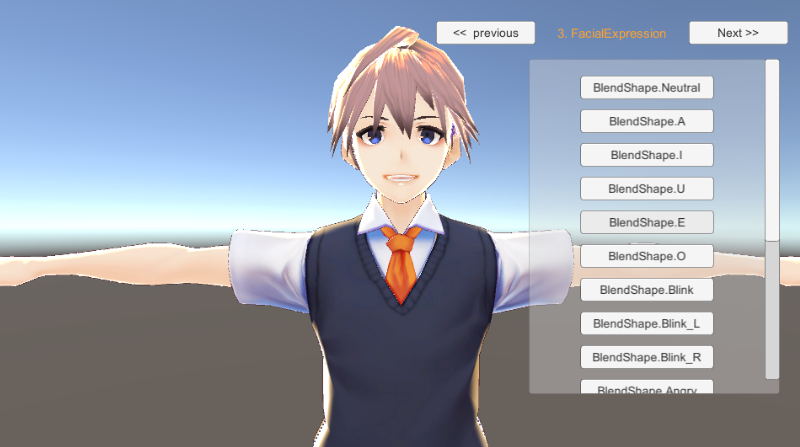 << previous
3. FacialExpression
Next >>
BlendShape.Neutral
BlendShape.A
BlendShape.I
BlendShape.U
BlendShape.E
BlendShape.O
BlendShape.Blink
BlendShape.Blink_L
BlendShape.Blink_R
BlendShape.Angry